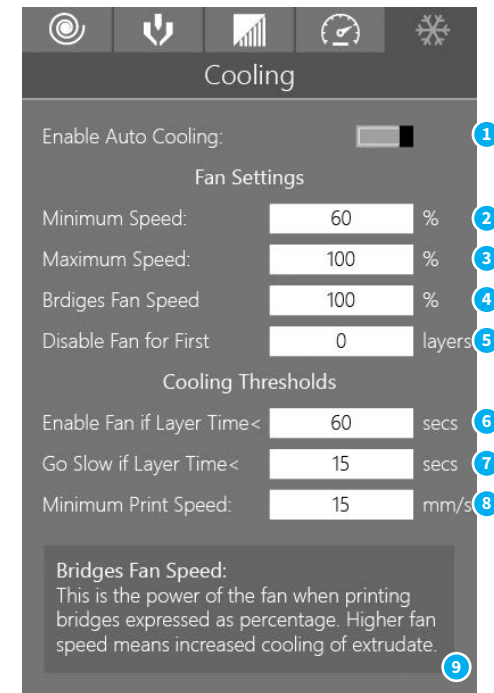 Cooling
Enable Auto Cooling: 1
Fan Settings
Minimum Speed: 60 % 2
Maximum Speed: 100 % 3
Brdiges Fan Speed 100 % 4
Disable Fan for First 0 layers 5
Cooling Thresholds
Enable Fan if Layer Time< 60 secs 6
Go Slow if Layer Time< 15 secs 7
Minimum Print Speed: 15 mm/s 8
Bridges Fan Speed:
This is the power of the fan when printing
bridges expressed as percentage. Higher fan
speed means increased cooling of extrudate.
9